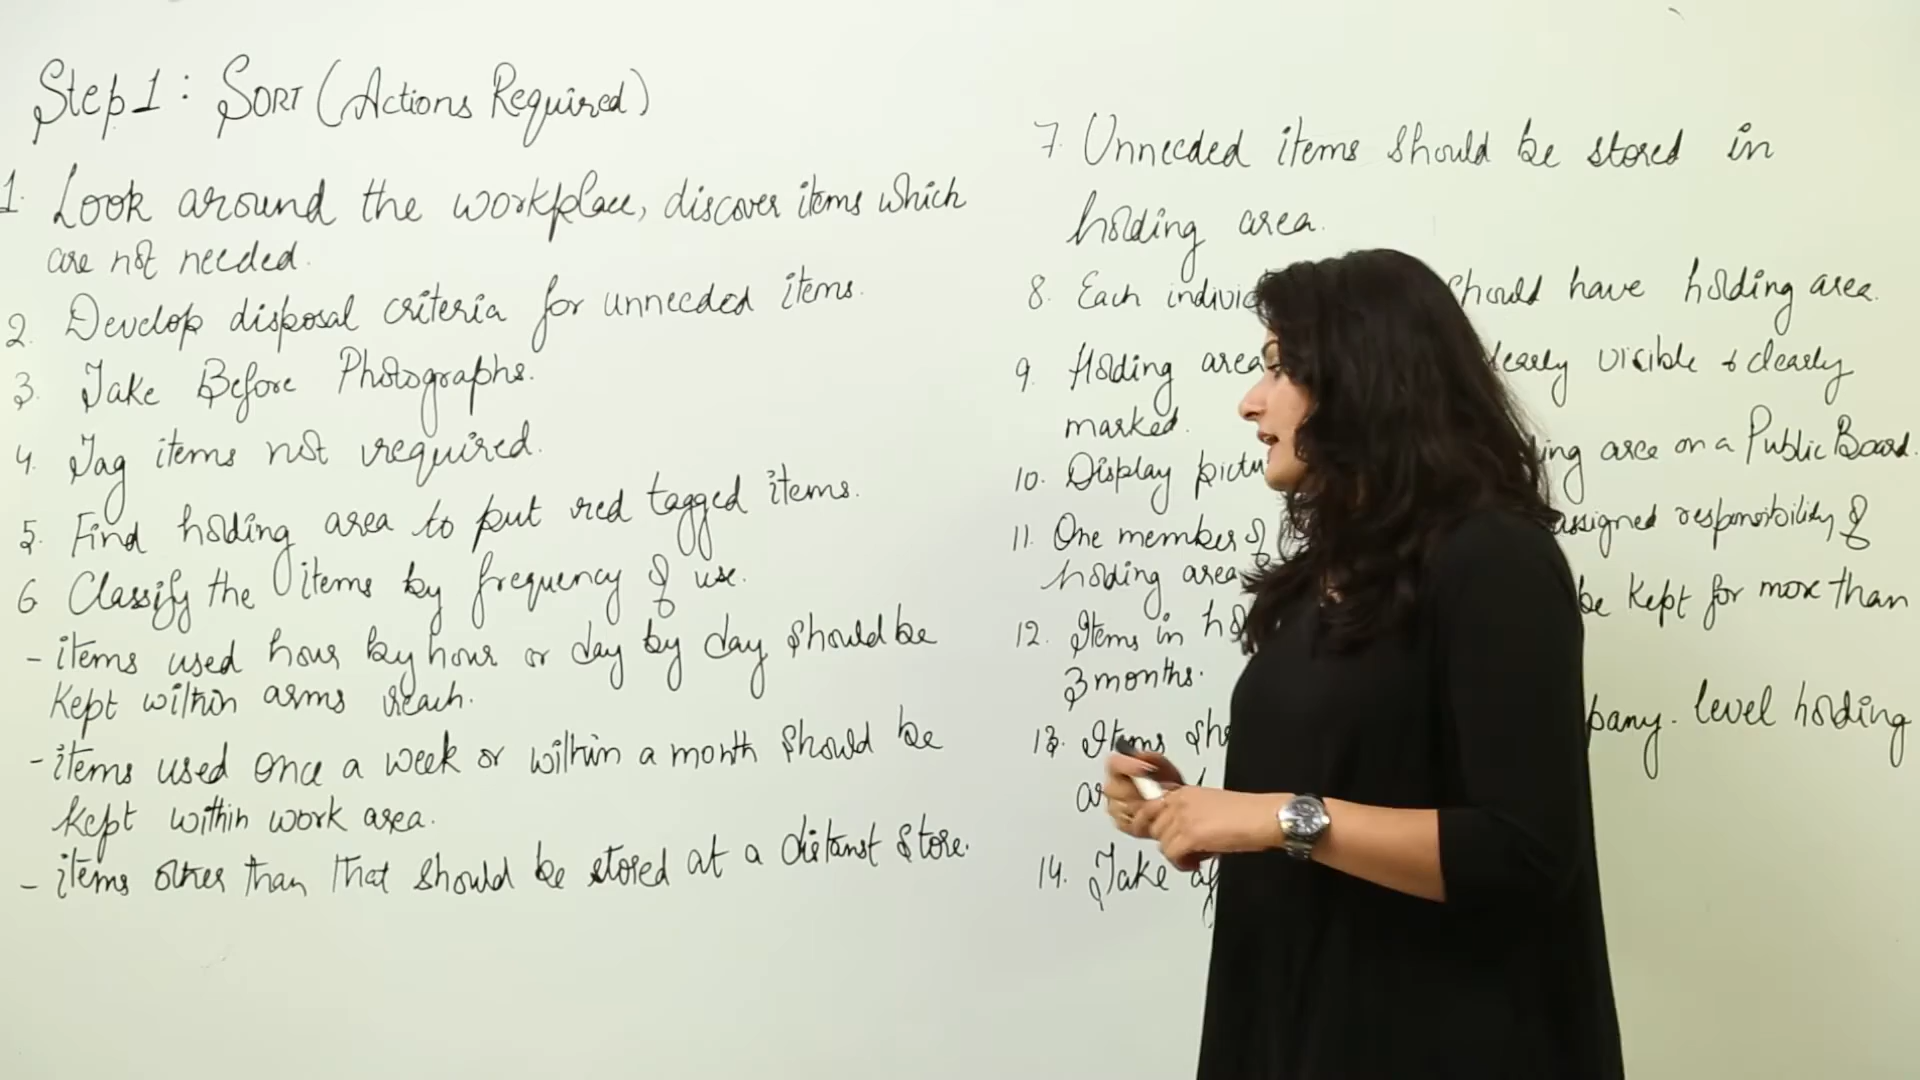 Step 1 : SORT (Actions Required)
1. Look around the workplace, discover items which
are not needed.
2. Develop disposal criteria for unneeded items.
3. Take Before Photographs.
4. Tag items not required.
5. Find holding area to put red tagged items.
6 Classify the items by frequency of use.
- items used hour by hour or day by day should be
kept within arms reach.
- items used once a week or within a month should be
kept within work area.
- items other than that should be stored at a distant store.
7. Unneeded items should be stored in
holding area.
8. Each should have holding area.
9. Holding area clearly visible & clearly
marked.
10. Display area on a Public Board.
11. One member of assigned responsibility of
holding area
12. Items in be kept for more than
3 months.
13. Items level holding
14. Take